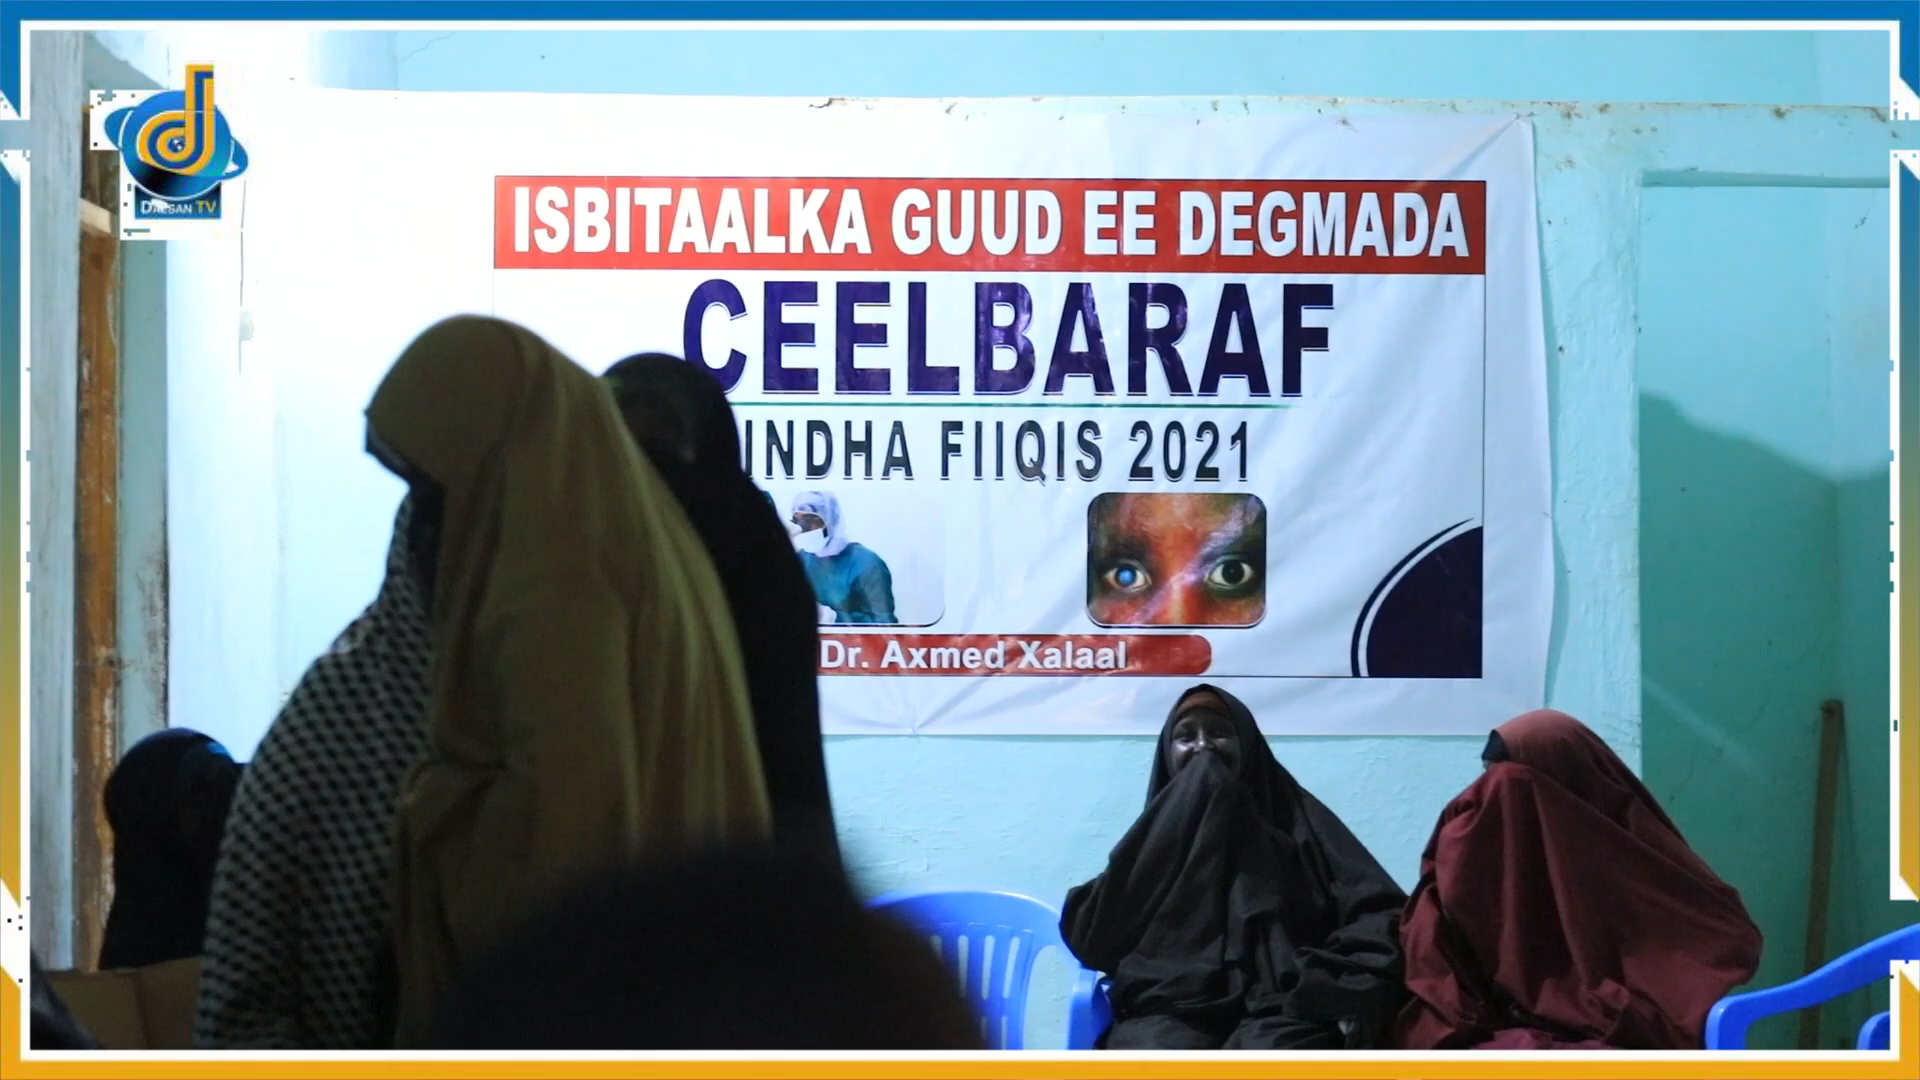 DALSAN TV
ISBITAALKA GUUD EE DEGMADA
CEELBARAF
INDHA FIIQIS 2021
Dr. Axmed Xalaal